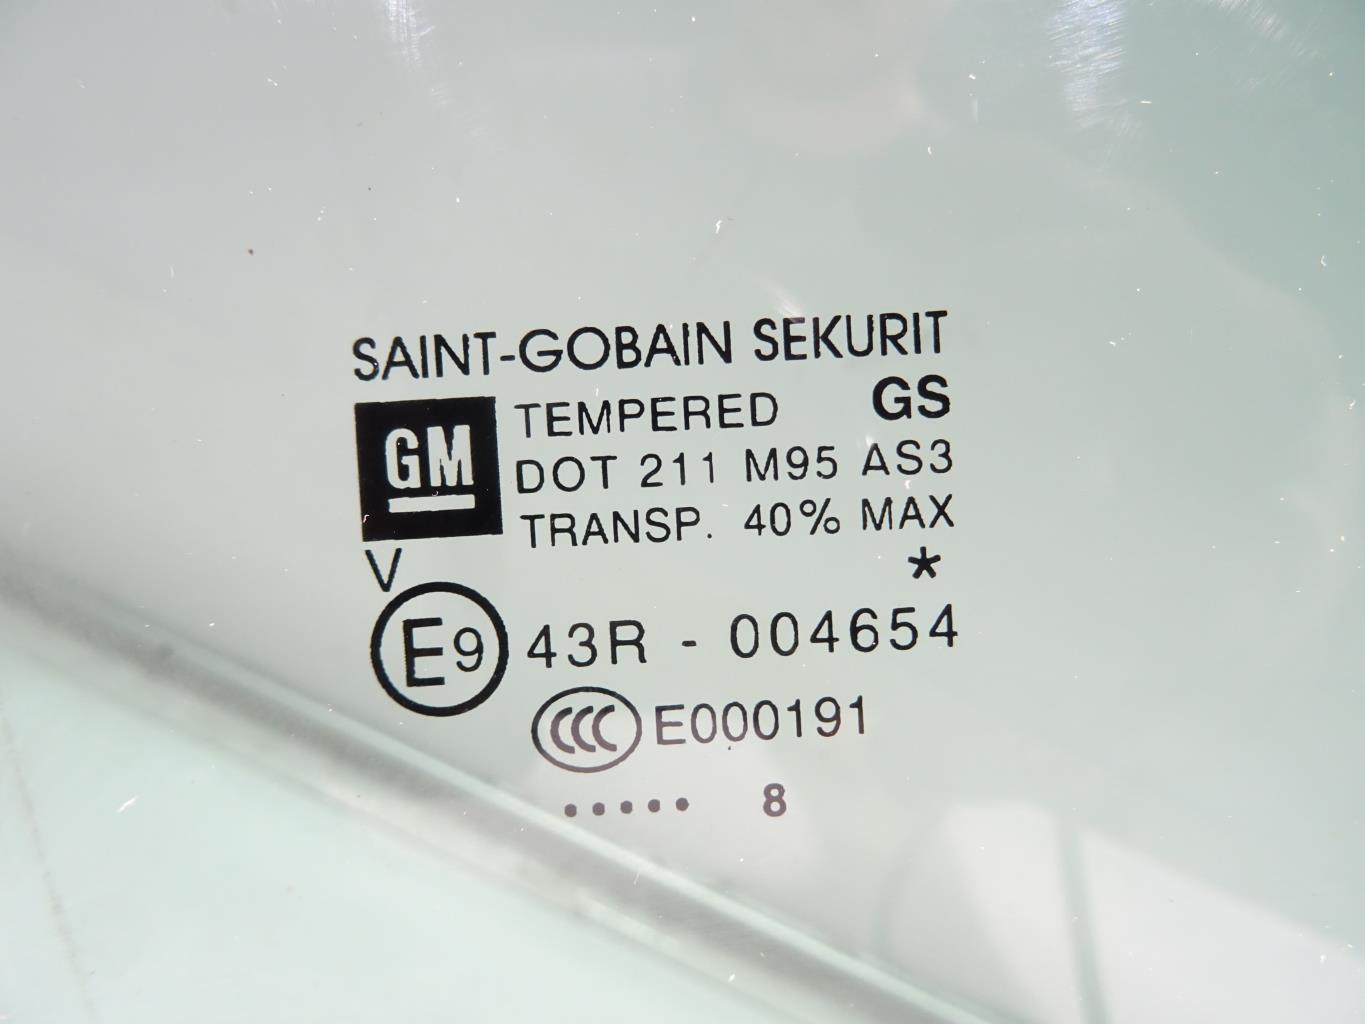 SAINT-GOBAIN SEKURIT
GM
TEMPERED GS
DOT 211 M95 AS3
TRANSP. 40% MAX
V *
E9 43R - 004654
CCC E000191
..... 8